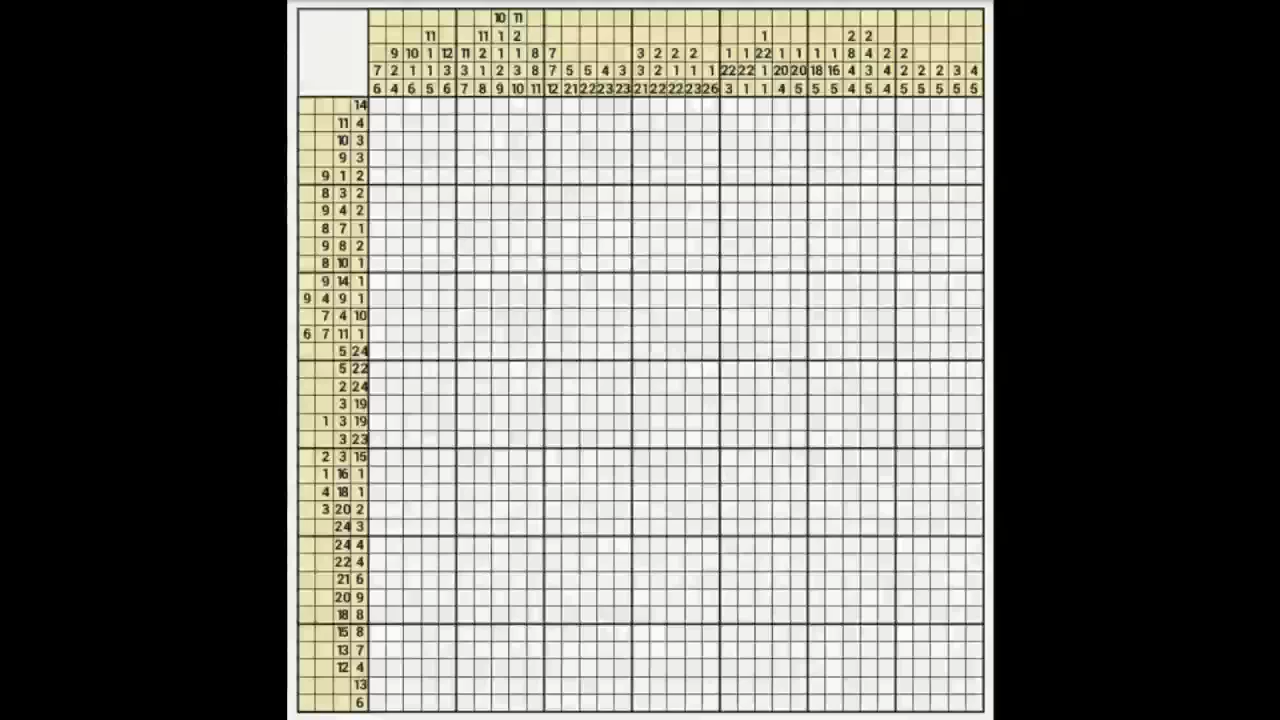 10 11
11 11 1 2 1 2 2
9 10 1 12 11 2 1 1 8 7 3 2 2 2 1 1 22 1 1 1 1 8 4 2 2
7 2 1 1 3 3 1 2 3 8 7 5 5 4 3 3 2 1 1 1 22 22 1 20 20 18 16 4 3 4 2 2 2 3 4
6 4 6 5 6 7 8 9 10 11 12 21 22 23 23 21 22 22 23 26 3 1 1 4 5 5 5 4 5 4 5 5 5 5 5
14
11 4
10 3
9 3
9 1 2
8 3 2
9 4 2
8 7 1
9 8 2
8 10 1
9 14 1
9 4 9 1
7 4 10
6 7 11 1
5 24
5 22
2 24
3 19
1 3 19
3 23
2 3 15
1 16 1
4 18 1
3 20 2
24 3
24 4
22 4
21 6
20 9
18 8
15 8
13 7
12 4
13
6